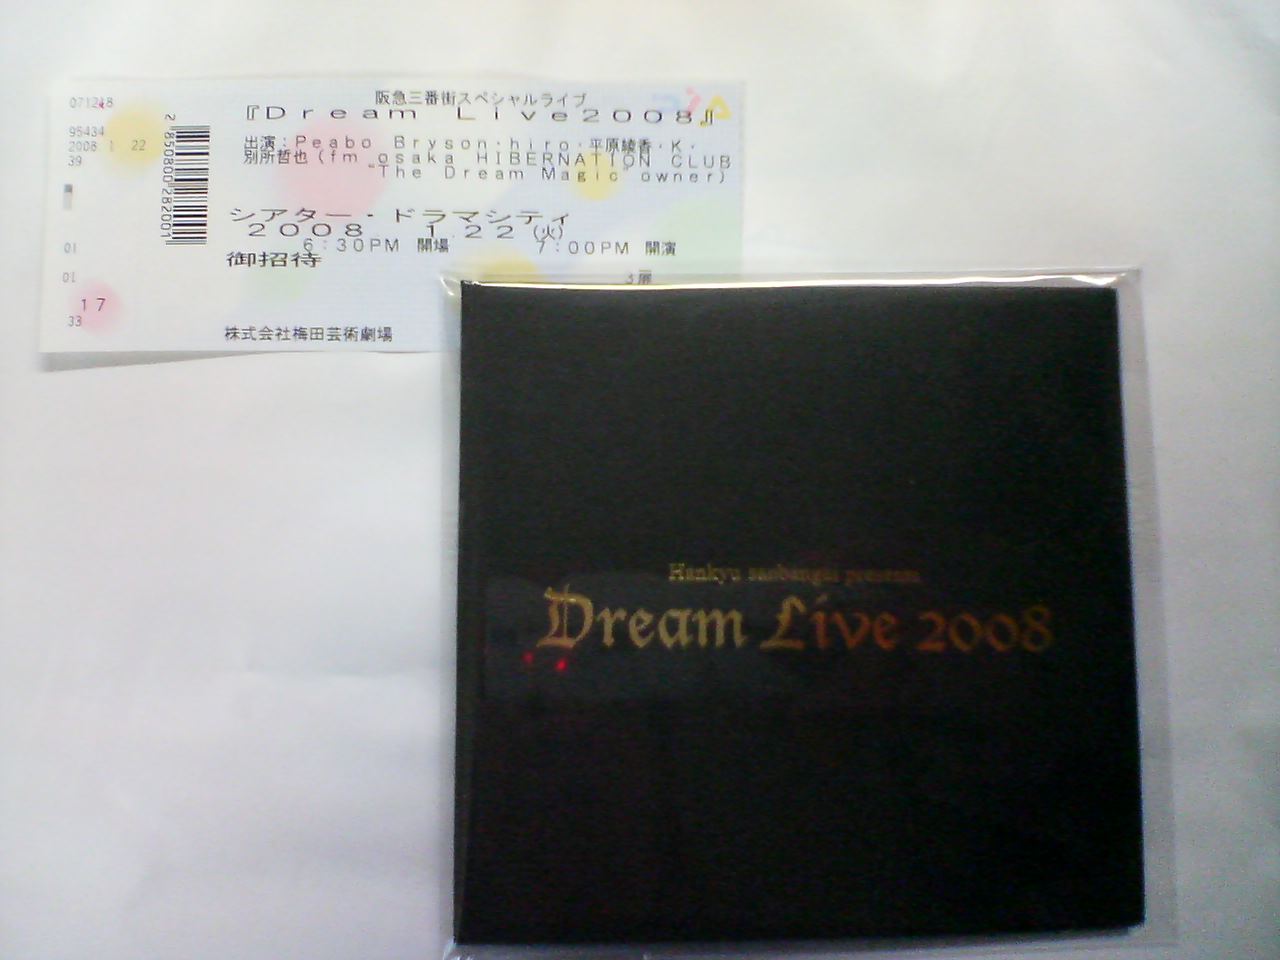 071218
阪急三番街スペシャルライブ
『Dream Live2008』
95434
2008 1 22
39
出演:Peabo Bryson・hiro・平原綾香・K・
別所哲也(fm osaka HIBERNATION CLUB
"The Dream Magic"owner)
2850800282001
シアター・ドラマシティ
2008 1.22(火)
6:30PM 開場 7:00PM 開演
01
御招待
01
17
33
株式会社梅田芸術劇場
Hankyu sanbangai presents
Dream Live 2008